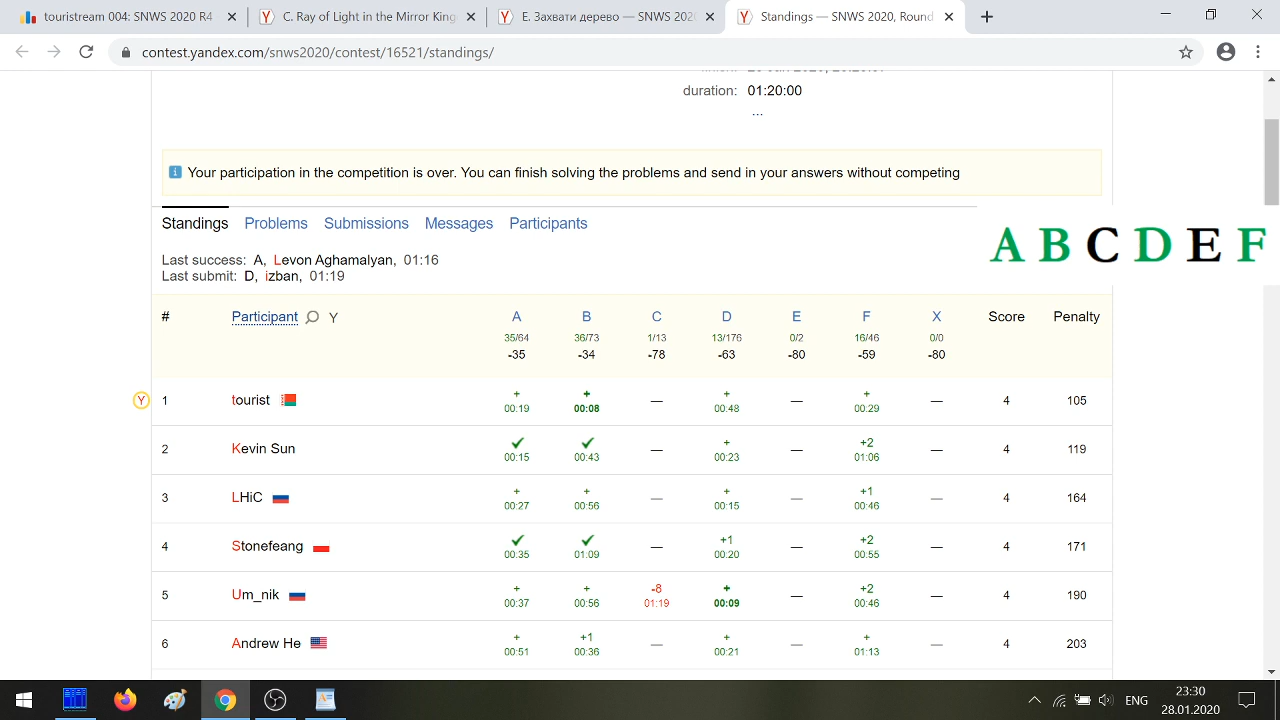 touristream 004: SNWS 2020 R4
C. Ray of Light in the Mirror King
E. Захвати дерево — SNWS 202
Standings — SNWS 2020, Round
contest.yandex.com/snws2020/contest/16521/standings/
duration: 01:20:00
...
Your participation in the competition is over. You can finish solving the problems and send in your answers without competing
Standings Problems Submissions Messages Participants
A B C D E F
Last success: A, Levon Aghamalyan, 01:16
Last submit: D, izban, 01:19
# Participant Y A B C D E F X Score Penalty
35/64 36/73 1/13 13/176 0/2 16/46 0/0
-35 -34 -78 -63 -80 -59 -80
Y 1 tourist + + — + — + — 4 105
00:19 00:08 00:48 00:29
2 Kevin Sun ✓ ✓ — + — +2 — 4 119
00:15 00:43 00:23 01:06
3 LHiC + + — + — +1 — 4 164
00:27 00:56 00:15 00:46
4 Stonefeang ✓ ✓ — +1 — +2 — 4 171
00:35 01:09 00:20 00:55
5 Um_nik + + -8 + — +2 — 4 190
00:37 00:56 01:19 00:09 00:46
6 Andrew He + +1 — + — + — 4 203
00:51 00:36 00:21 01:13
ENG
23:30
28.01.2020